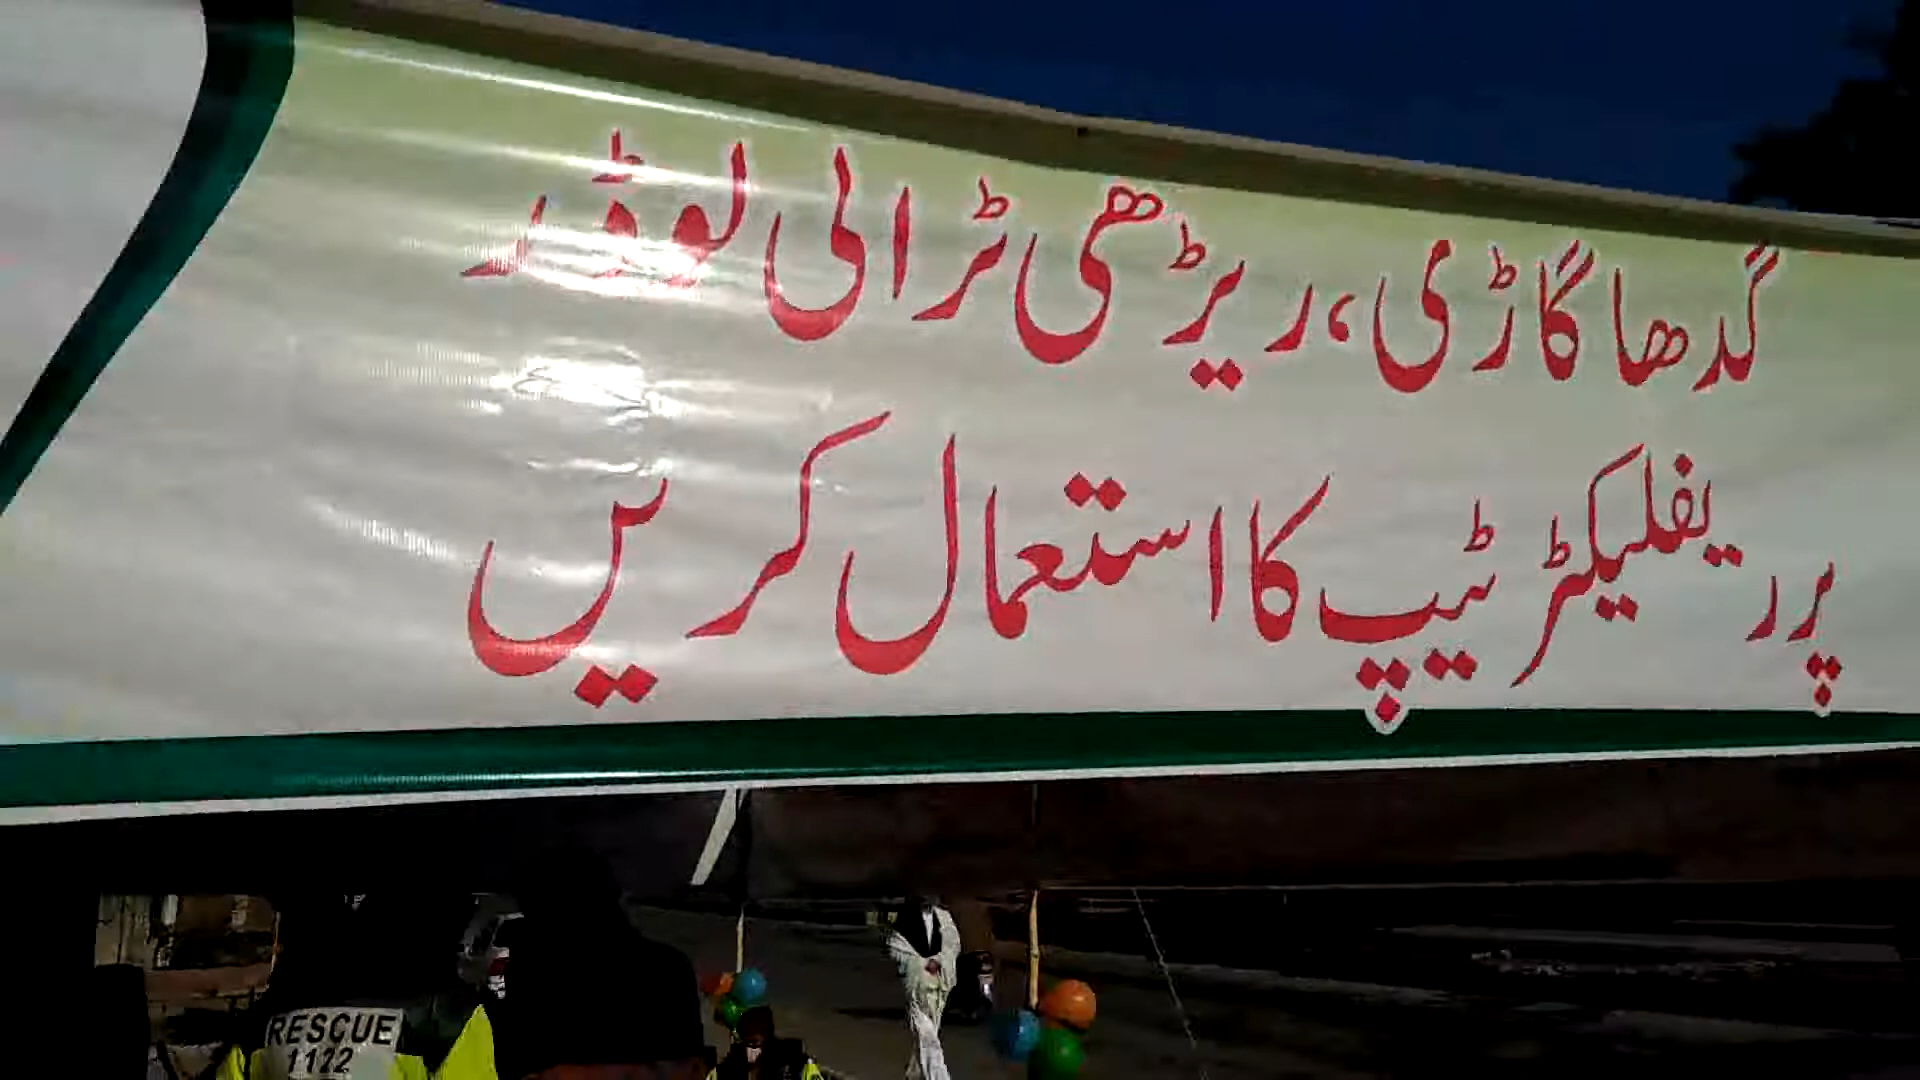 گدھا گاڑی، ریڑھی ٹرالی لوڈر
پر ریفلیکٹر ٹیپ کا استعمال کریں
RESCUE
1122